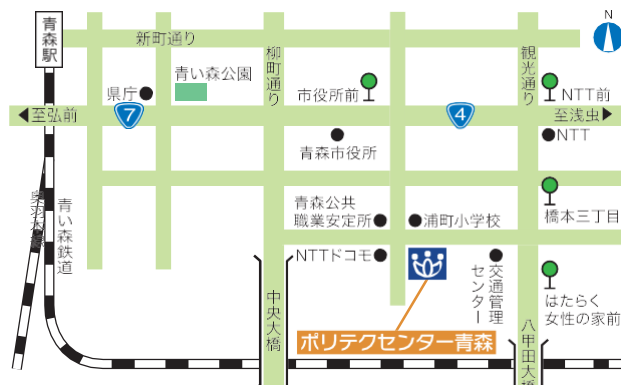 青森駅
新町通り
N
県庁
青い森公園
柳町通り
市役所前
観光通り
NTT前
至弘前
7
4
至浅虫
青森市役所
NTT
奥羽本線
青い森鉄道
青森公共
職業安定所
浦町小学校
橋本三丁目
NTTドコモ
交通管理
センター
はたらく
女性の家前
中央大橋
ポリテクセンター青森
八甲田大橋